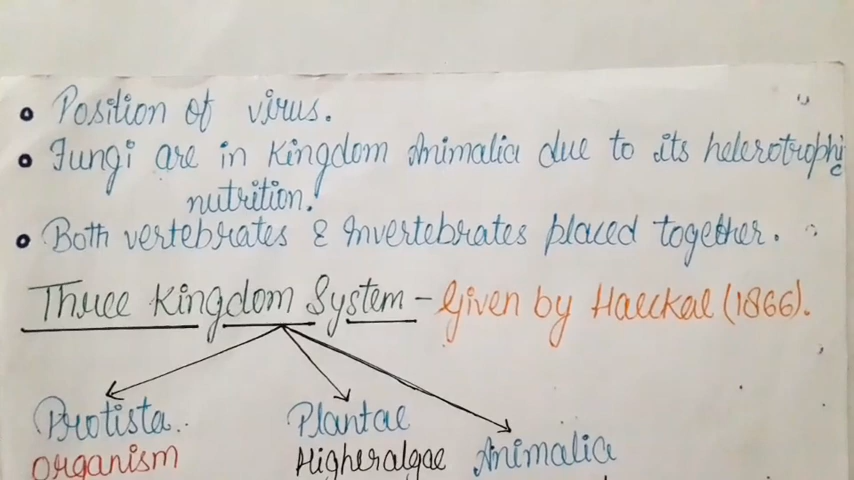 • Position of virus.
• Fungi are in kingdom Animalia due to its heterotrophic
nutrition.
• Both vertebrates & Invertebrates placed together.
Three kingdom System - Given by Haeckal (1866).
Protista..
Plantae
Animalia
Organism
Higheralgae